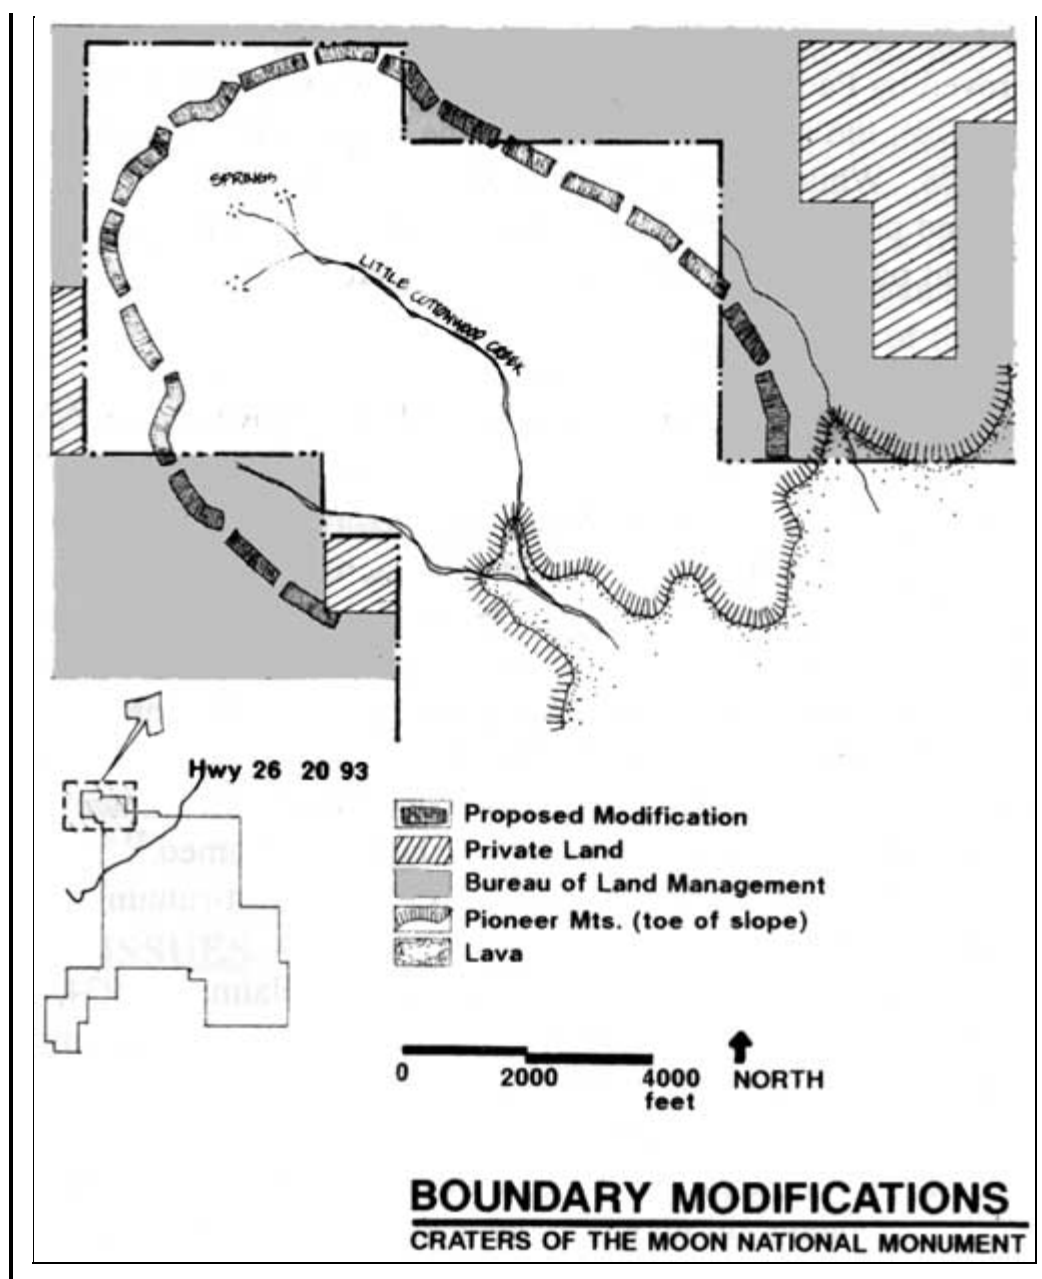 SPRINGS
LITTLE COTTONWOOD CREEK
Hwy 26 20 93
Proposed Modification
Private Land
Bureau of Land Management
Pioneer Mts. (toe of slope)
Lava
0 2000 4000 NORTH
feet
BOUNDARY MODIFICATIONS
CRATERS OF THE MOON NATIONAL MONUMENT